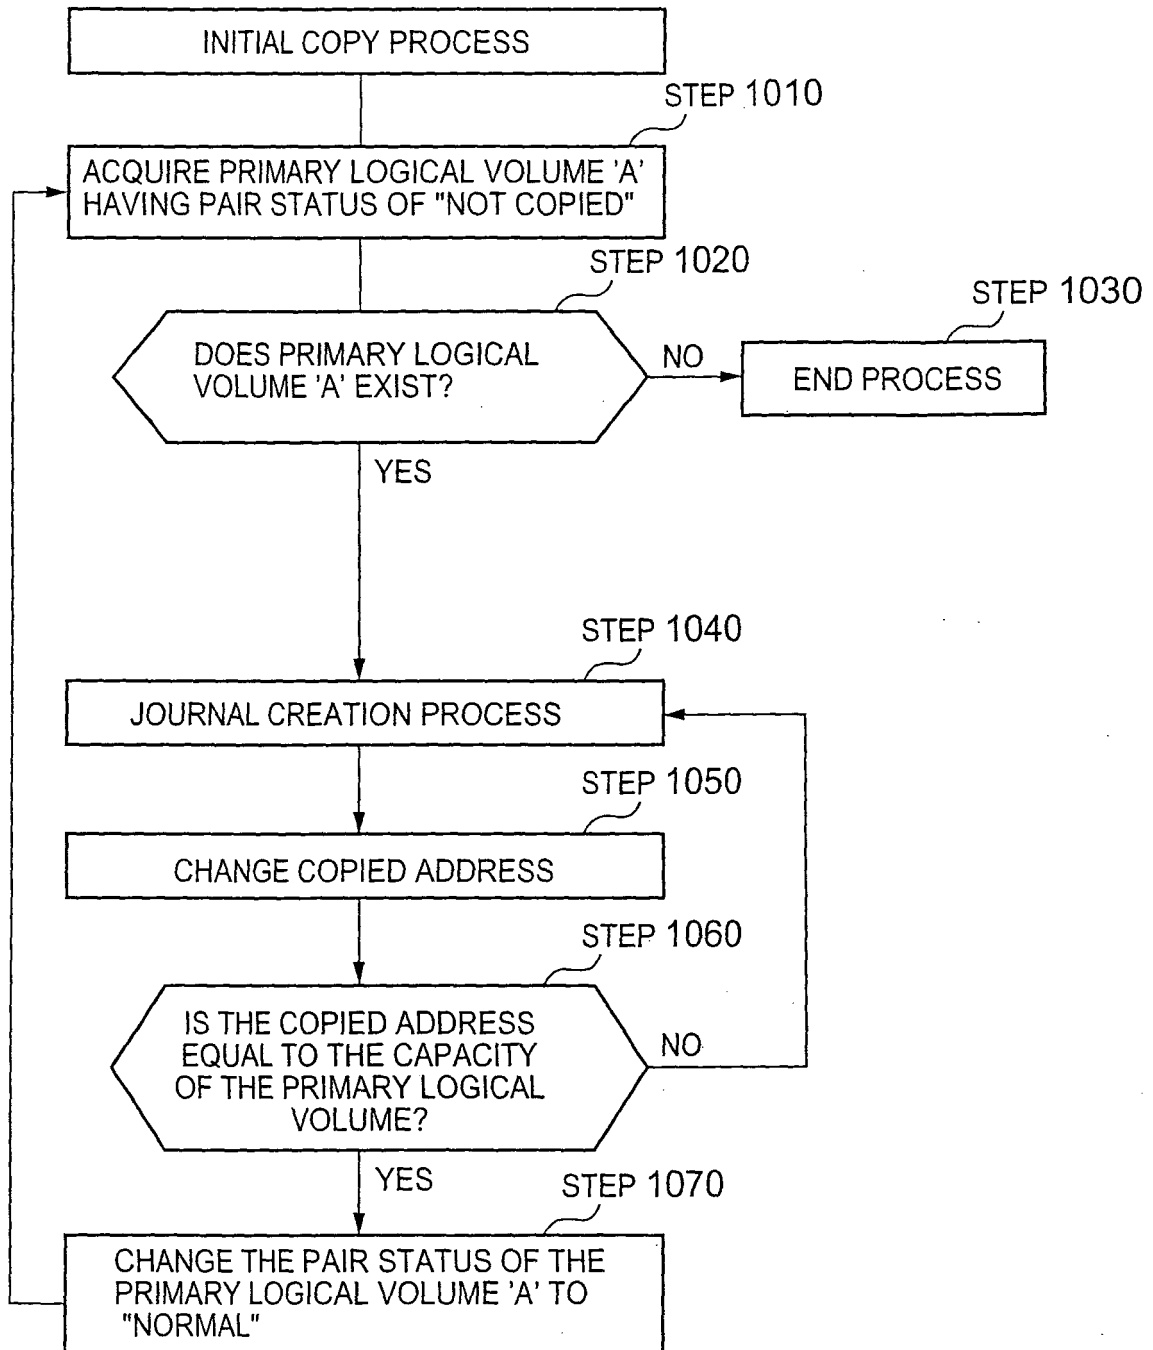 INITIAL COPY PROCESS
STEP 1010
ACQUIRE PRIMARY LOGICAL VOLUME 'A'
HAVING PAIR STATUS OF "NOT COPIED"
STEP 1020
DOES PRIMARY LOGICAL
VOLUME 'A' EXIST?
NO
STEP 1030
END PROCESS
YES
STEP 1040
JOURNAL CREATION PROCESS
STEP 1050
CHANGE COPIED ADDRESS
STEP 1060
IS THE COPIED ADDRESS
EQUAL TO THE CAPACITY
OF THE PRIMARY LOGICAL
VOLUME?
NO
YES
STEP 1070
CHANGE THE PAIR STATUS OF THE
PRIMARY LOGICAL VOLUME 'A' TO
"NORMAL"